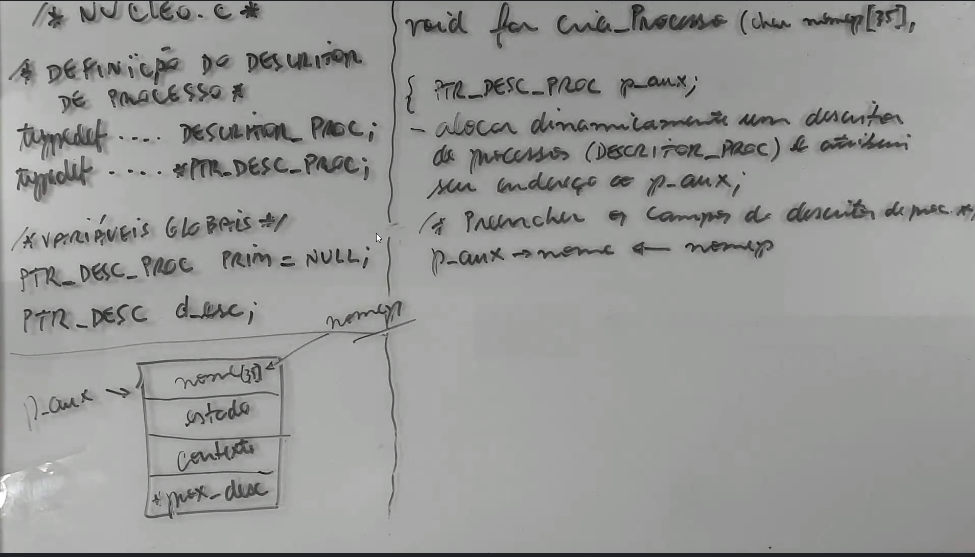 /* NUCLEO.C *
/* DEFINIÇÃO DO DESCRITOR
DE PROCESSO *
typedef .... DESCRITOR_PROC;
typedef .... *PTR_DESC_PROC;
/* VARIÁVEIS GLOBAIS */
PTR_DESC_PROC PRIM = NULL;
PTR_DESC d_esc;
p_aux
nomep
nome[35]
estado
contexto
*prox_desc
void far cria_Processo (char nomep[35],
{ PTR_DESC_PROC p_aux;
- alocar dinamicamente um descritor
de processos (DESCRITOR_PROC) e atribuir
seu endereço a p_aux;
/* Preencher os campos do descritor de proc. */
p_aux→nome ← nomep